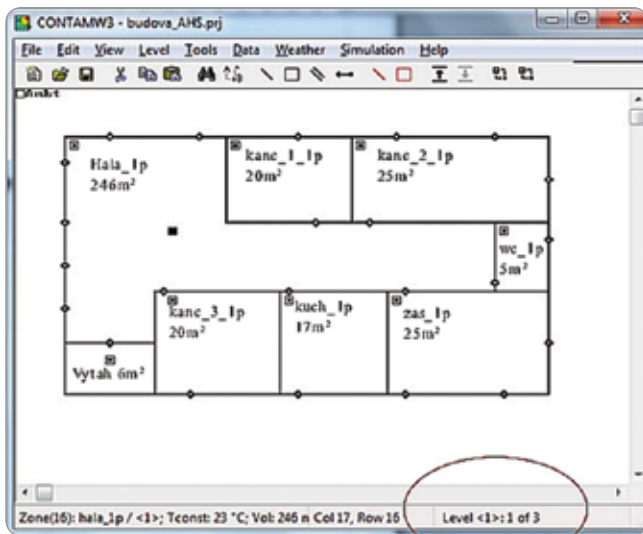 CONTAMW3 - budova_AHS.prj
File Edit View Level Tools Data Weather Simulation Help
Hala_1p
246m²
kanc_1_1p
20m²
kanc_2_1p
25m²
wc_1p
5m²
kanc_3_1p
20m²
kuch_1p
17m²
zas_1p
25m²
Vytah 6m²
Zone(16): hala_1p / <1>; Tconst: 23 °C; Vol: 246 m Col 17, Row 16 Level <1>: 1 of 3